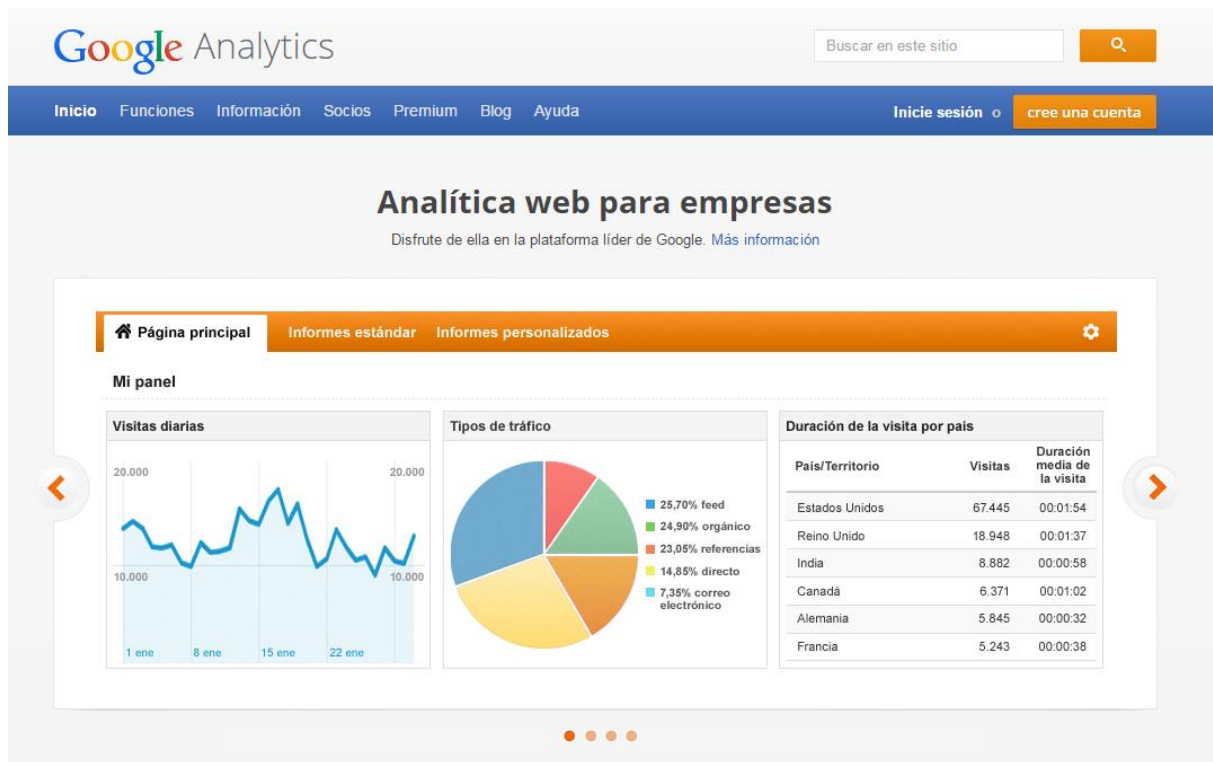 Google Analytics
Buscar en este sitio
Inicio Funciones Información Socios Premium Blog Ayuda
Inicie sesión o cree una cuenta
Analítica web para empresas
Disfrute de ella en la plataforma líder de Google. Más información
Página principal Informes estándar Informes personalizados
Mi panel
Visitas diarias
20.000 20.000
10.000 10.000
1 ene 8 ene 15 ene 22 ene
Tipos de tráfico
25,70% feed
24,90% orgánico
23,05% referencias
14,85% directo
7,35% correo
electrónico
Duración de la visita por país
País/Territorio Visitas Duración
media de
la visita
Estados Unidos 67.445 00:01:54
Reino Unido 18.948 00:01:37
India 8.882 00:00:58
Canadá 6.371 00:01:02
Alemania 5.845 00:00:32
Francia 5.243 00:00:38